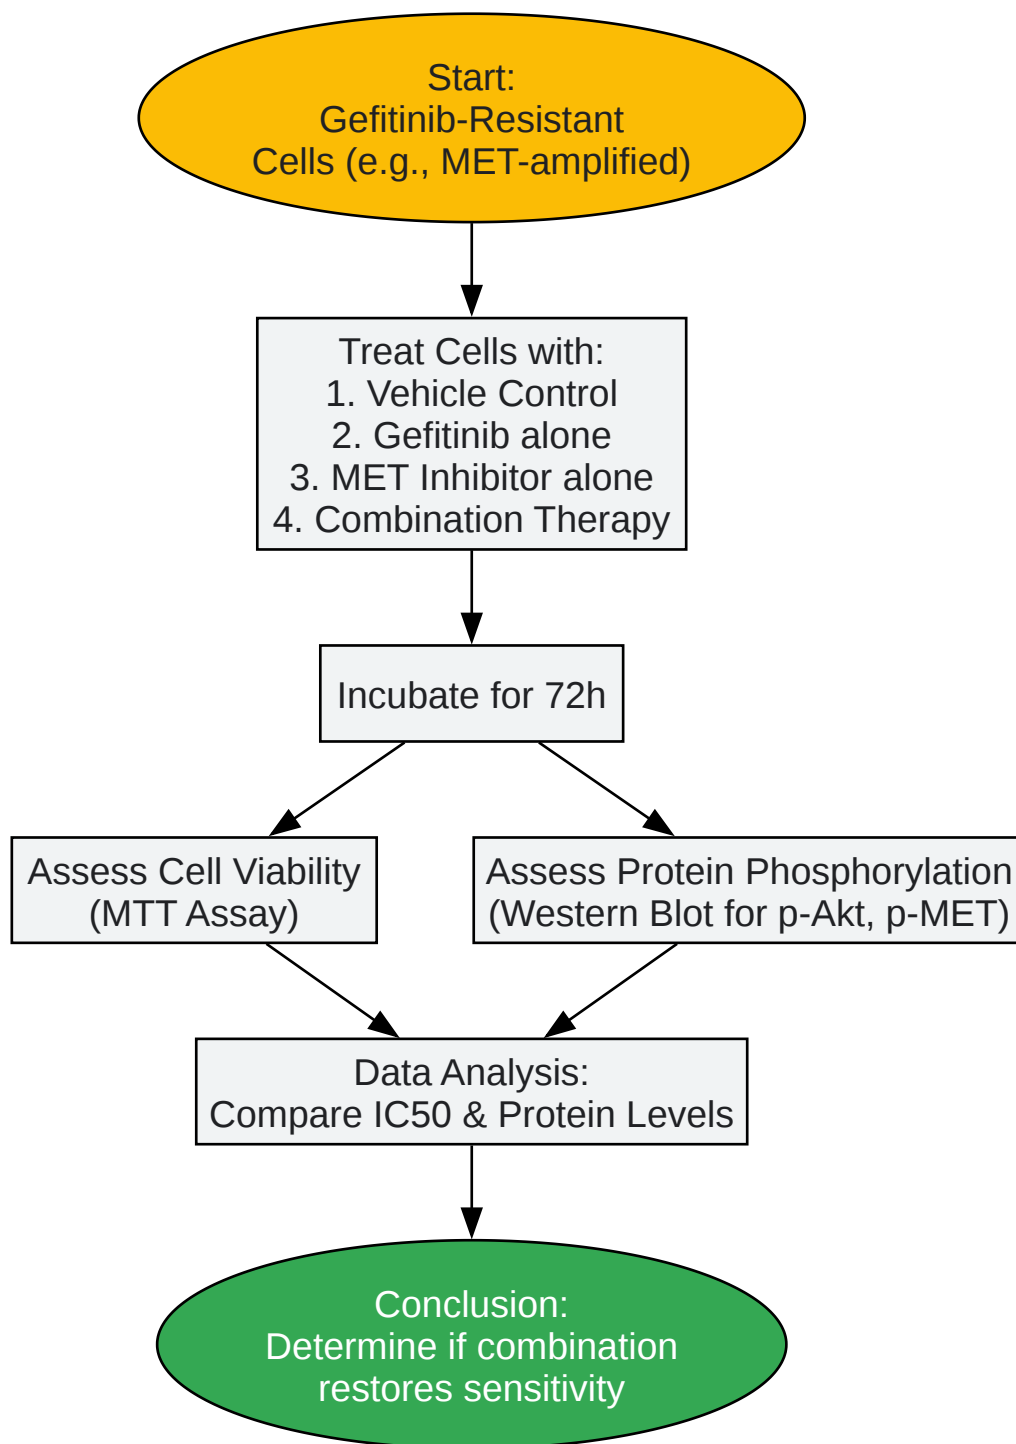 Start:
Gefitinib-Resistant
Cells (e.g., MET-amplified)
Treat Cells with:
1. Vehicle Control
2. Gefitinib alone
3. MET Inhibitor alone
4. Combination Therapy
Incubate for 72h
Assess Cell Viability
(MTT Assay)
Assess Protein Phosphorylation
(Western Blot for p-Akt, p-MET)
Data Analysis:
Compare IC50 & Protein Levels
Conclusion:
Determine if combination
restores sensitivity